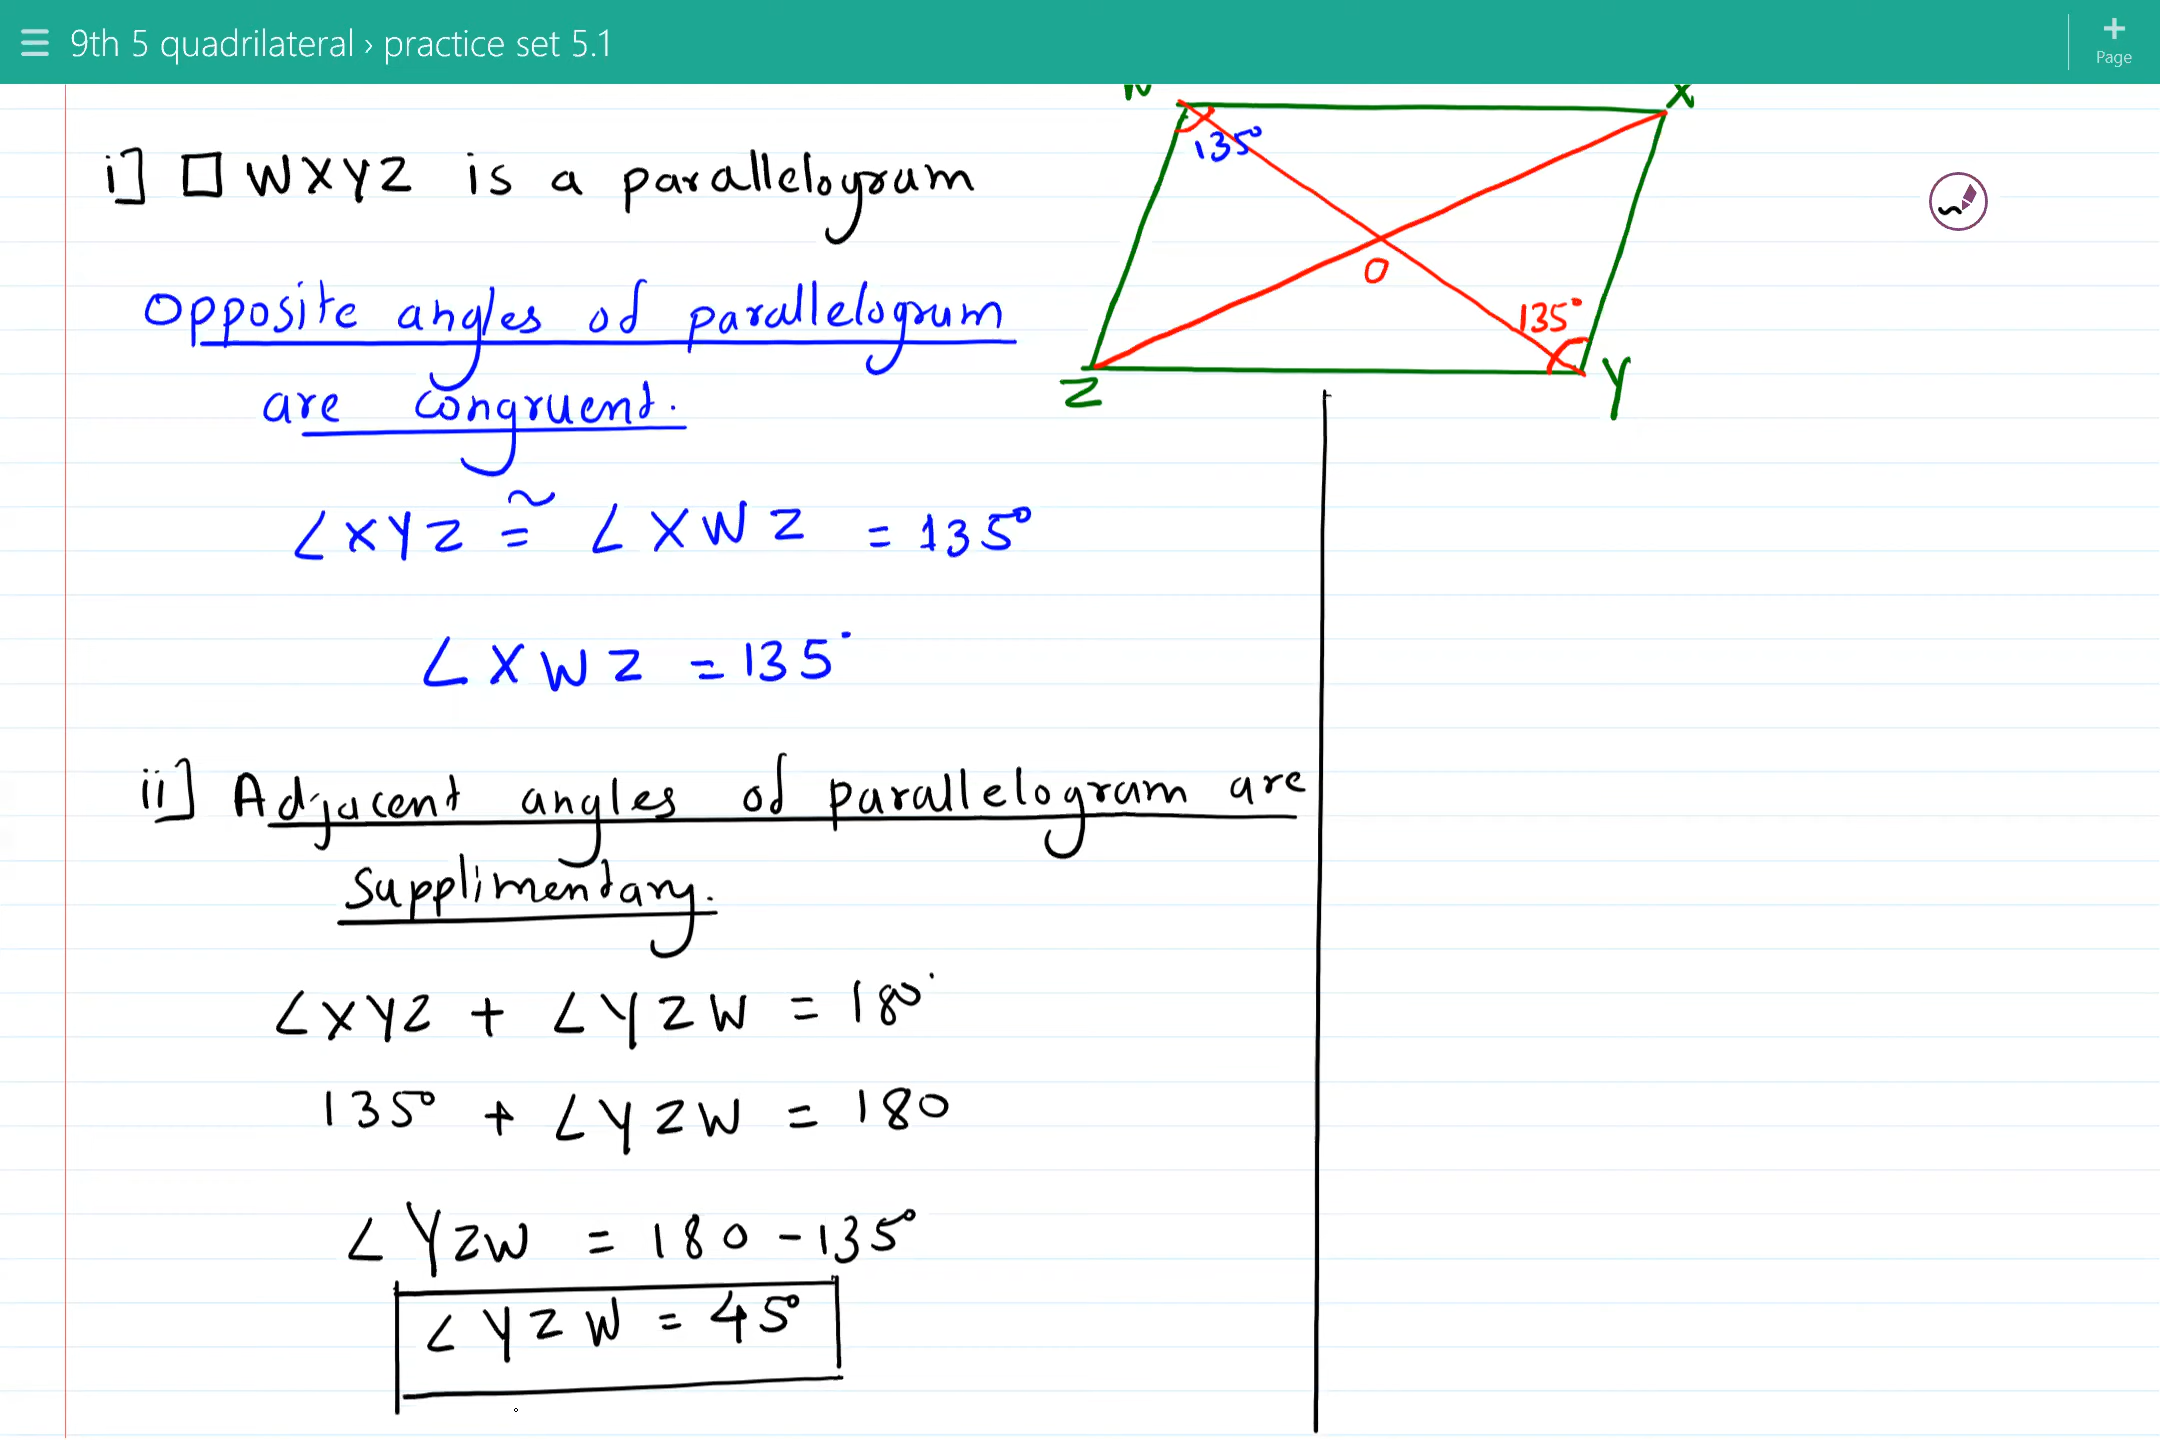 9th 5 quadrilateral › practice set 5.1
Page
X
135°
O
135°
Z
Y
i] □ WXYZ is a parallelogram
Opposite angles of parallelogram
are congruent.
∠XYZ ≅ ∠XWZ = 135°
∠XWZ = 135°
ii] Adjacent angles of parallelogram are
Supplimentary.
∠XYZ + ∠YZW = 180°
135° + ∠YZW = 180
∠YZW = 180 - 135°
∠YZW = 45°